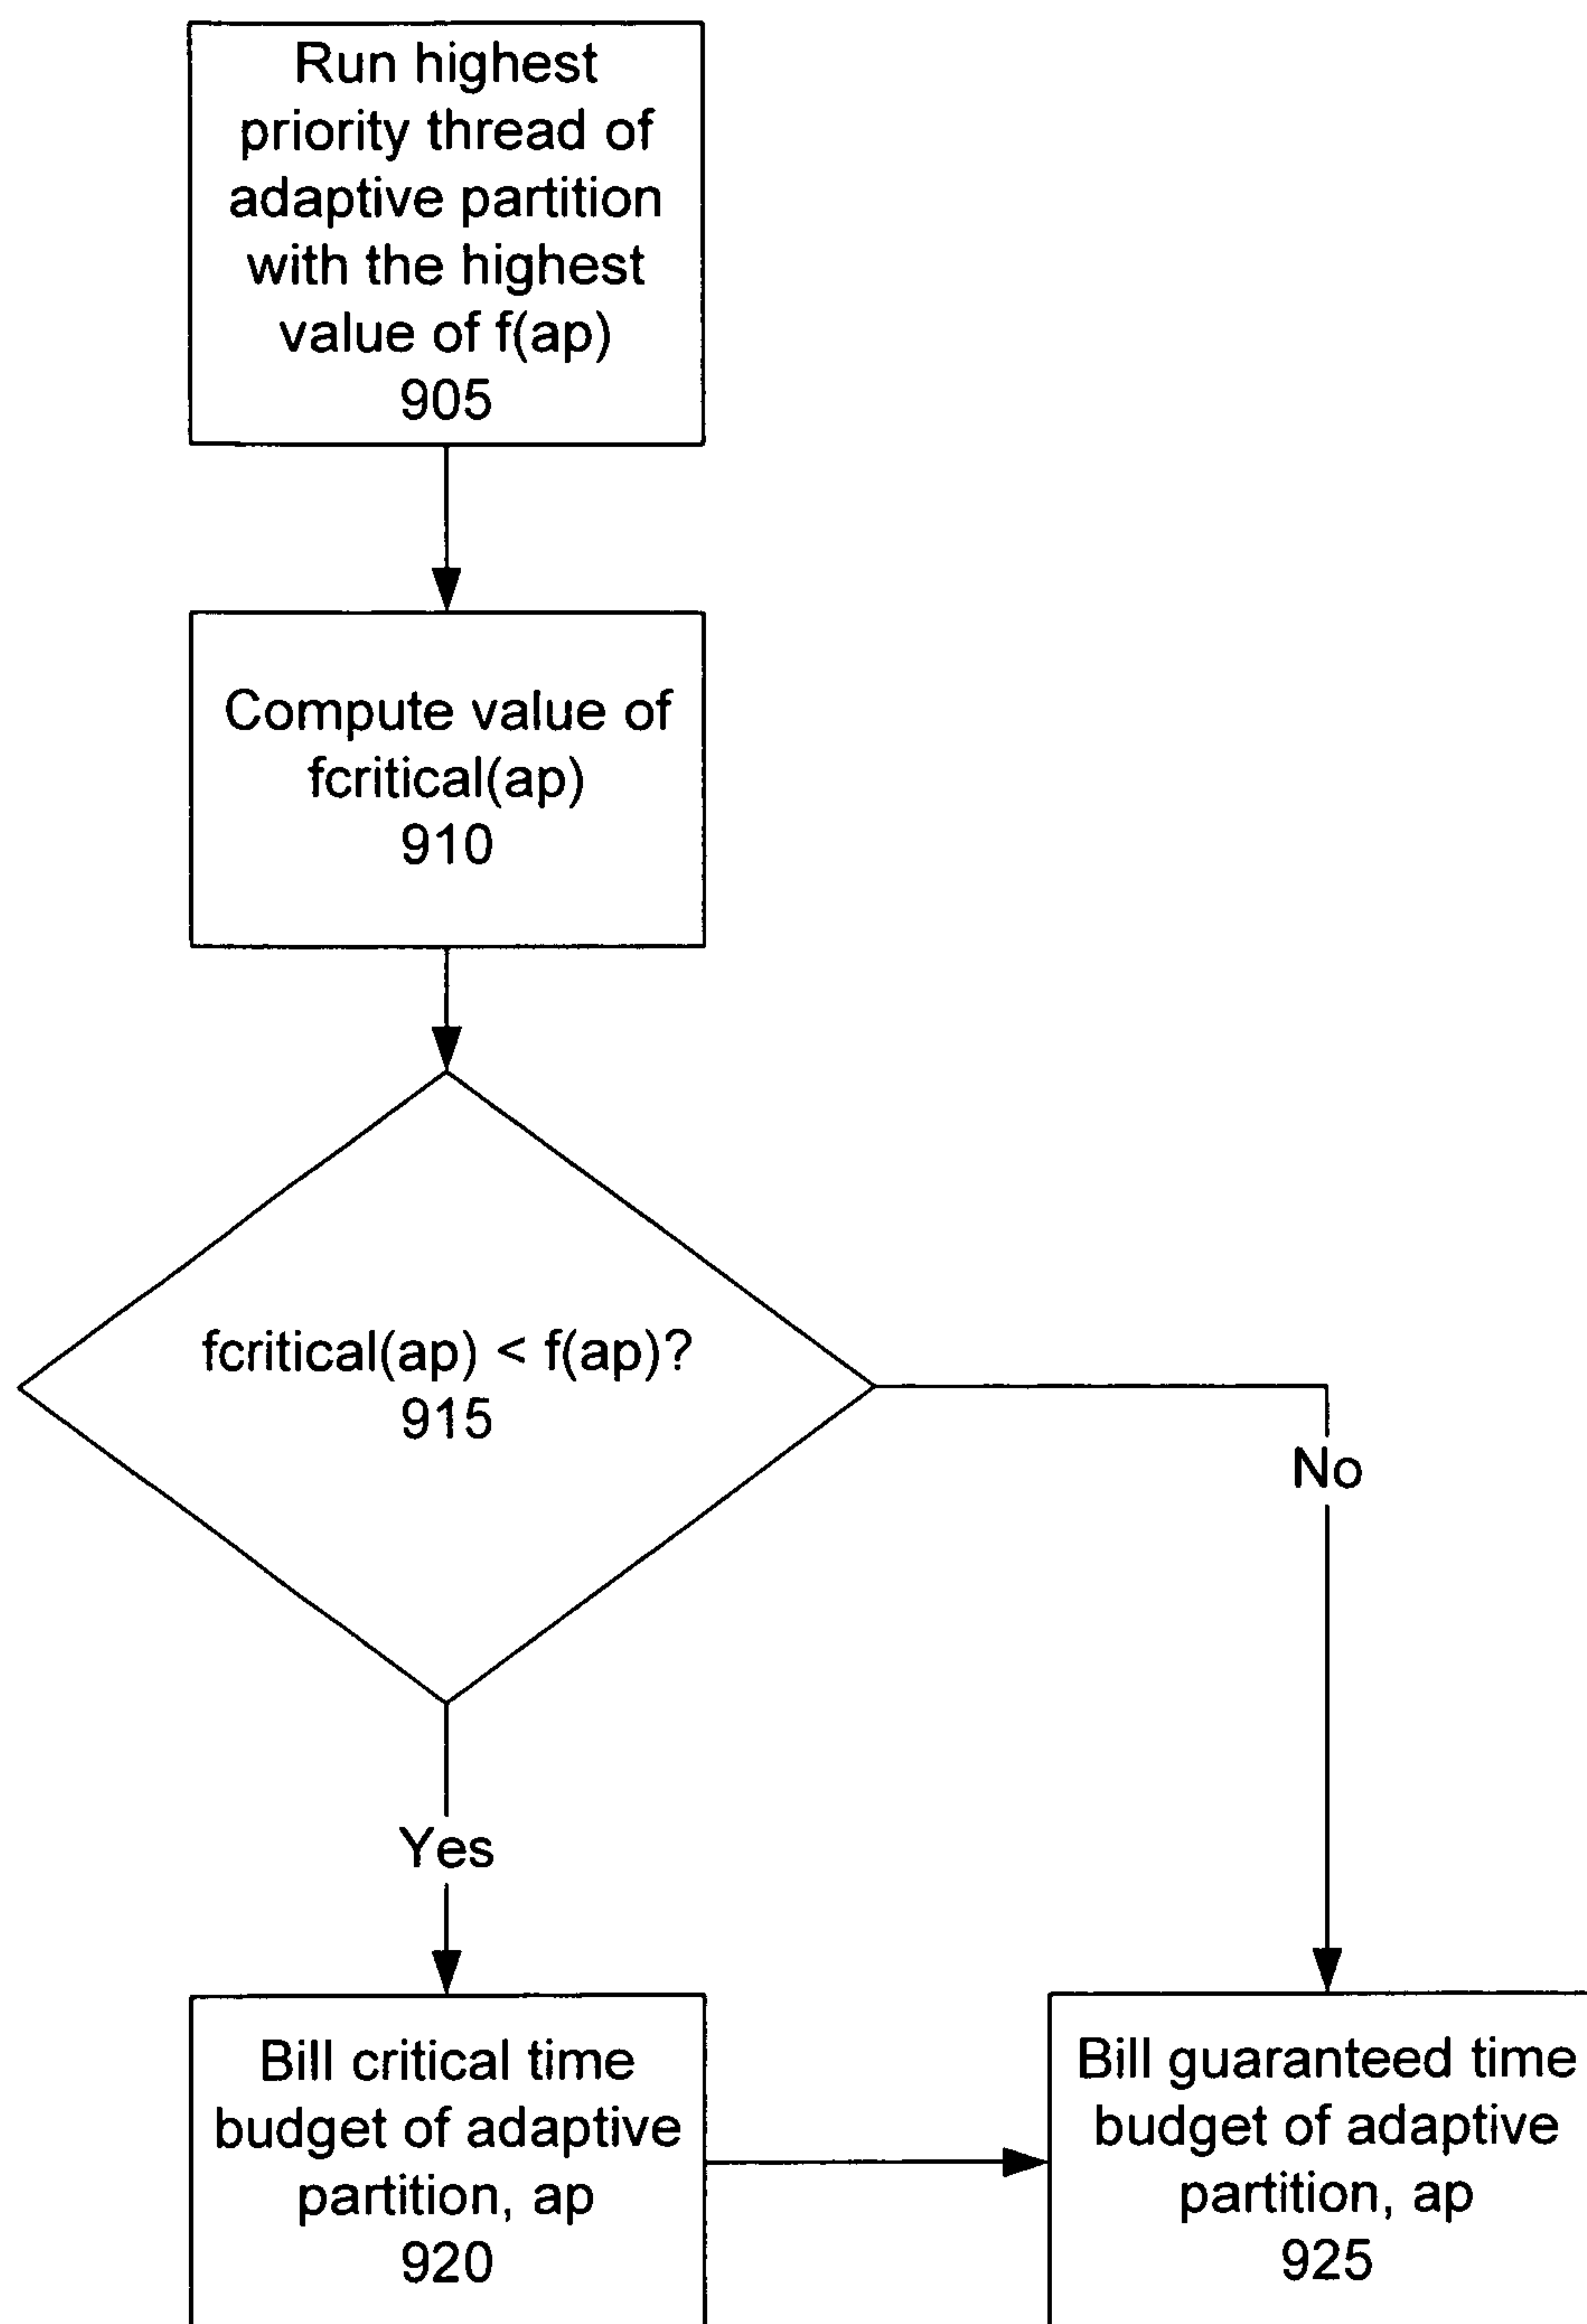 Run highest
priority thread of
adaptive partition
with the highest
value of f(ap)
905
Compute value of
fcritical(ap)
910
fcritical(ap) < f(ap)?
915
No
Yes
Bill critical time
budget of adaptive
partition, ap
920
Bill guaranteed time
budget of adaptive
partition, ap
925